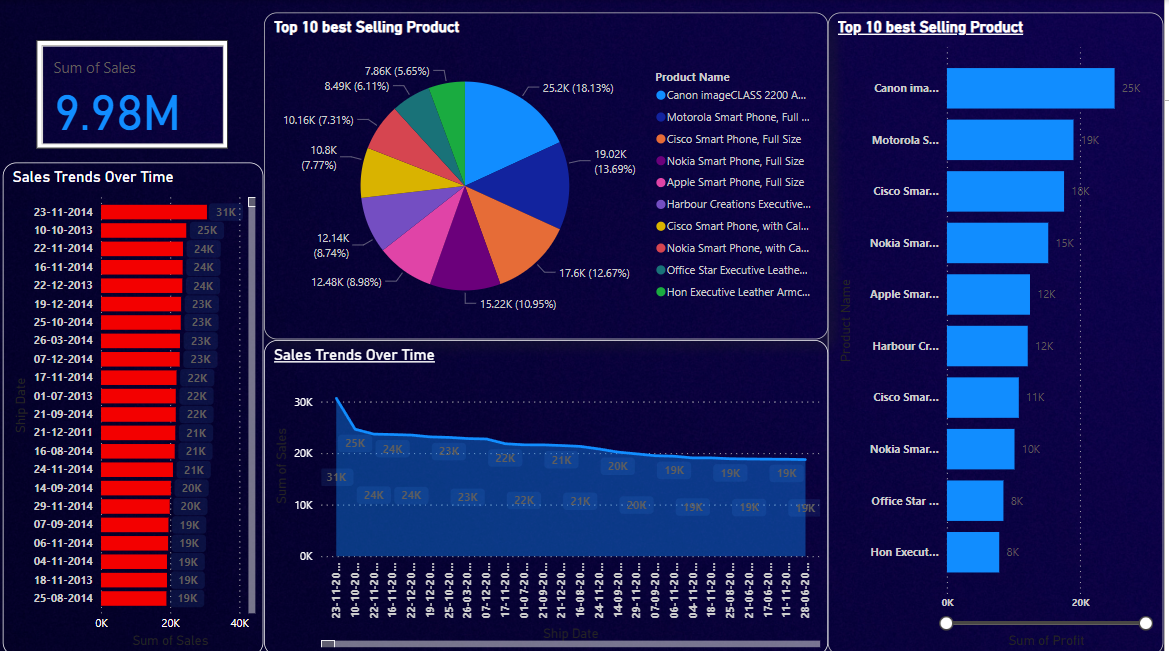 Sum of Sales
9.98M
Sales Trends Over Time
Ship Date
23-11-2014 31K
10-10-2013 25K
22-11-2014 24K
16-11-2014 24K
22-12-2013 24K
19-12-2014 23K
25-10-2014 23K
26-03-2014 23K
07-12-2014 23K
17-11-2014 22K
01-07-2013 22K
21-09-2014 22K
21-12-2011 21K
16-08-2014 21K
24-11-2014 21K
14-09-2014 20K
29-11-2014 20K
07-09-2014 19K
06-11-2014 19K
04-11-2014 19K
18-11-2013 19K
25-08-2014 19K
0K 20K 40K
Sum of Sales
Top 10 best Selling Product
25.2K (18.13%)
19.02K
(13.69%)
17.6K (12.67%)
15.22K (10.95%)
12.48K (8.98%)
12.14K
(8.74%)
10.8K
(7.77%)
10.16K (7.31%)
8.49K (6.11%)
7.86K (5.65%)
Product Name
Canon imageCLASS 2200 A...
Motorola Smart Phone, Full ...
Cisco Smart Phone, Full Size
Nokia Smart Phone, Full Size
Apple Smart Phone, Full Size
Harbour Creations Executive...
Cisco Smart Phone, with Cal...
Nokia Smart Phone, with Ca...
Office Star Executive Leathe...
Hon Executive Leather Armc...
Sales Trends Over Time
Sum of Sales
30K
20K
10K
0K
25K 24K 23K 22K 21K 20K 19K 19K 19K
31K 24K 24K 23K 22K 21K 20K 19K 19K 19K
23-11-20...
10-10-20...
22-11-20...
16-11-20...
22-12-20...
19-12-20...
25-10-20...
26-03-20...
07-12-20...
17-11-20...
01-07-20...
21-09-20...
21-12-20...
16-08-20...
24-11-20...
14-09-20...
29-11-20...
07-09-20...
06-11-20...
04-11-20...
18-11-20...
25-08-20...
21-06-20...
17-06-20...
11-11-20...
28-06-20...
Ship Date
Top 10 best Selling Product
Product Name
Canon ima... 25K
Motorola S... 19K
Cisco Smar... 18K
Nokia Smar... 15K
Apple Smar... 12K
Harbour Cr... 12K
Cisco Smar... 11K
Nokia Smar... 10K
Office Star ... 8K
Hon Execut... 8K
0K 20K
Sum of Profit